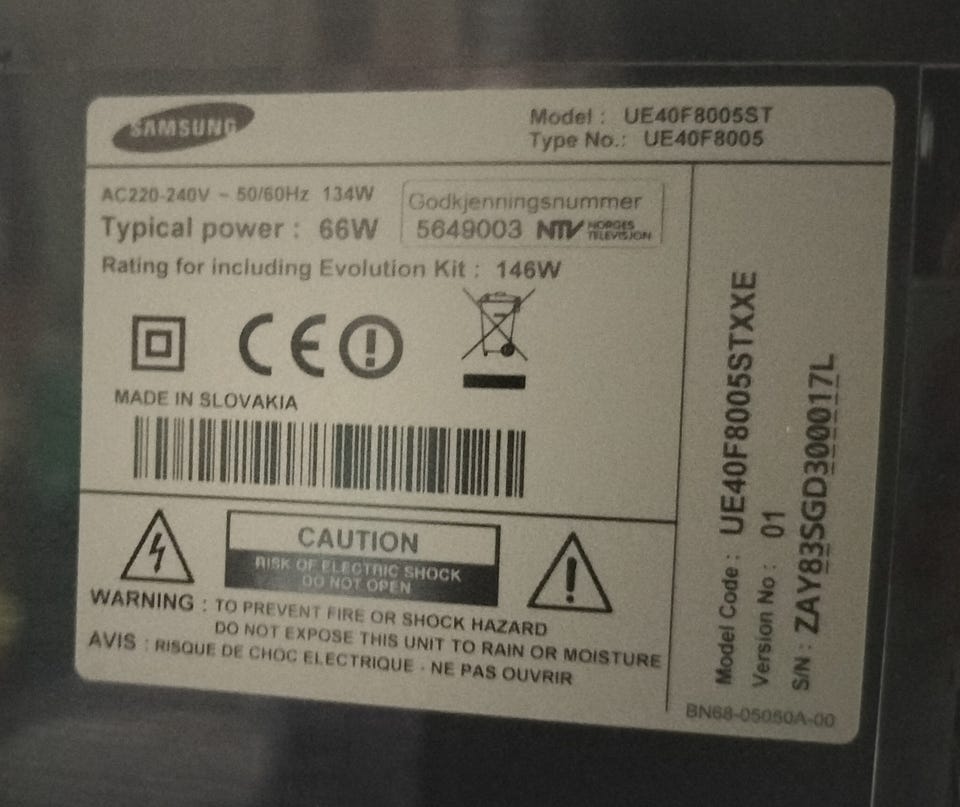 SAMSUNG
Model : UE40F8005ST
Type No.: UE40F8005
AC220-240V ~ 50/60Hz 134W
Typical power : 66W
Godkjenningsnummer
5649003 NTV NORGES TELEVISJON
Rating for including Evolution Kit : 146W
CE
MADE IN SLOVAKIA
CAUTION
RISK OF ELECTRIC SHOCK
DO NOT OPEN
WARNING : TO PREVENT FIRE OR SHOCK HAZARD
DO NOT EXPOSE THIS UNIT TO RAIN OR MOISTURE
AVIS : RISQUE DE CHOC ELECTRIQUE - NE PAS OUVRIR
Model Code : UE40F8005STXXE
Version No : 01
S/N : ZAY83SGD300017L
BN68-05050A-00